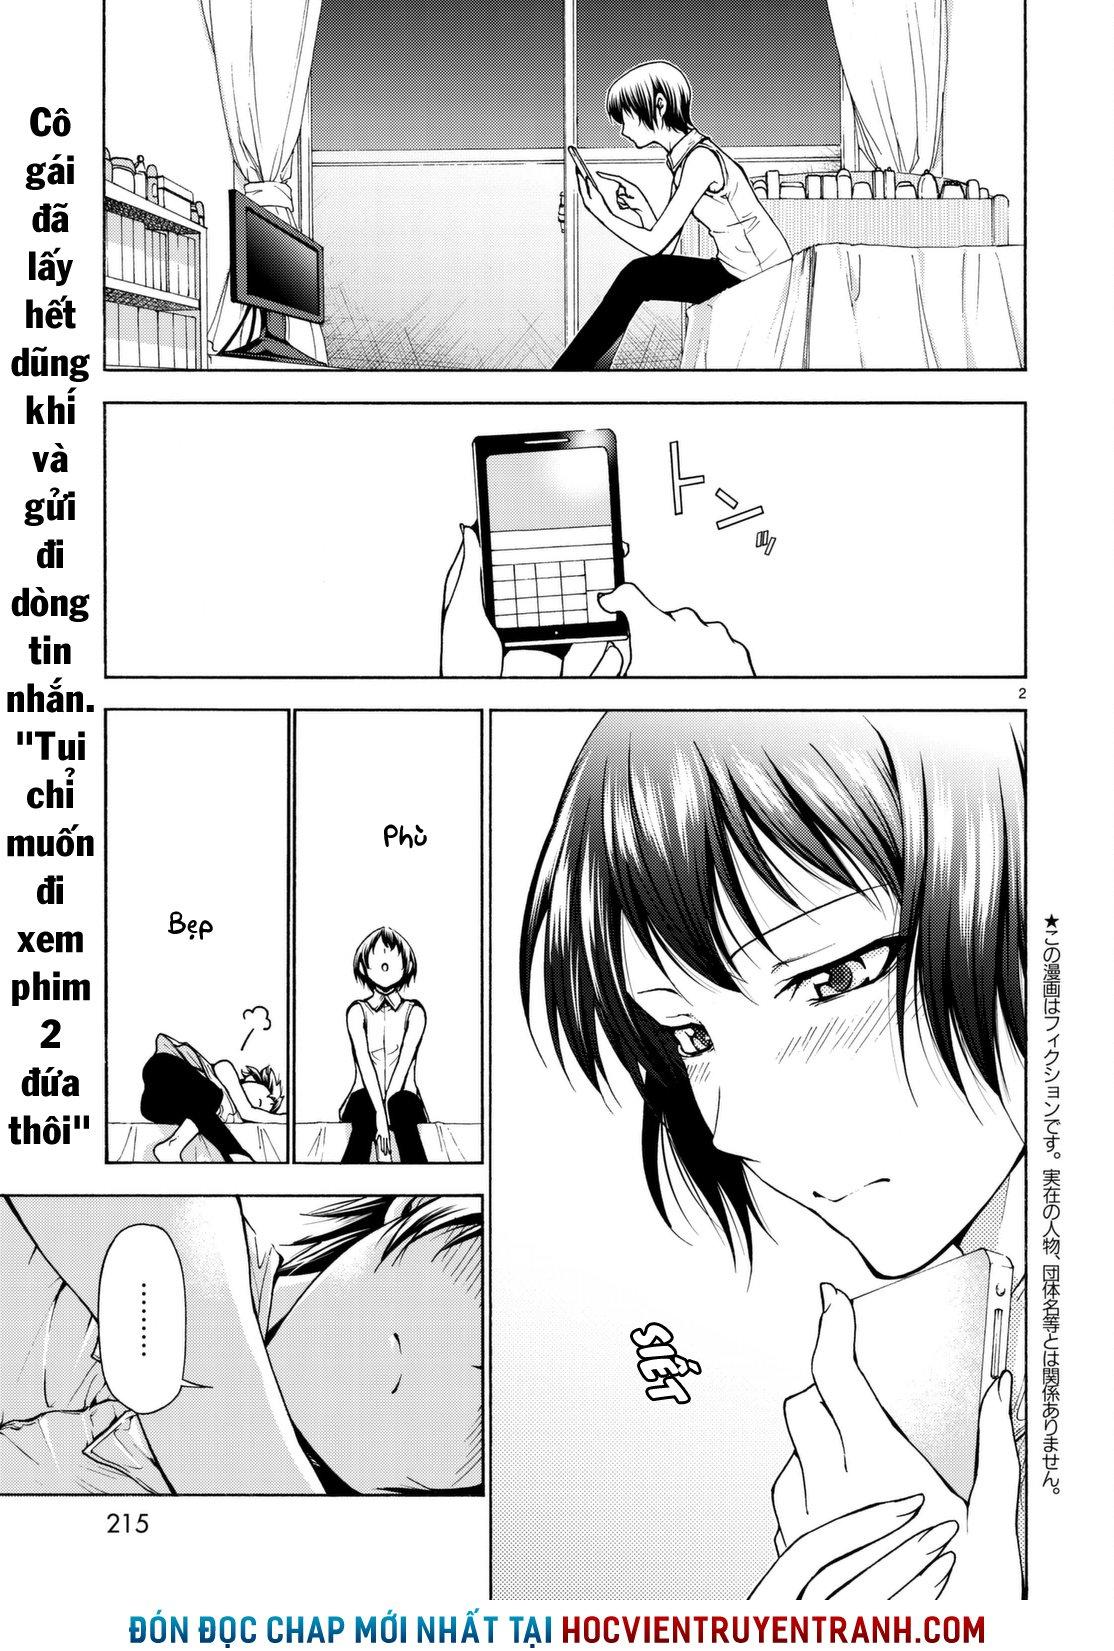 Cô
gái
đã
lấy
hết
dũng
khí
và
gửi
đi
dòng
tin
nhắn.
"Tui
chỉ
muốn
đi
xem
phim
2
đứa
thôi"
トンッ
2
★この漫画はフィクションです。実在の人物、団体名等とは関係ありません。
SIẾT
Phù
Bẹp
………
215
ĐÓN ĐỌC CHAP MỚI NHẤT TẠI HOCVIENTRUYENTRANH.COM